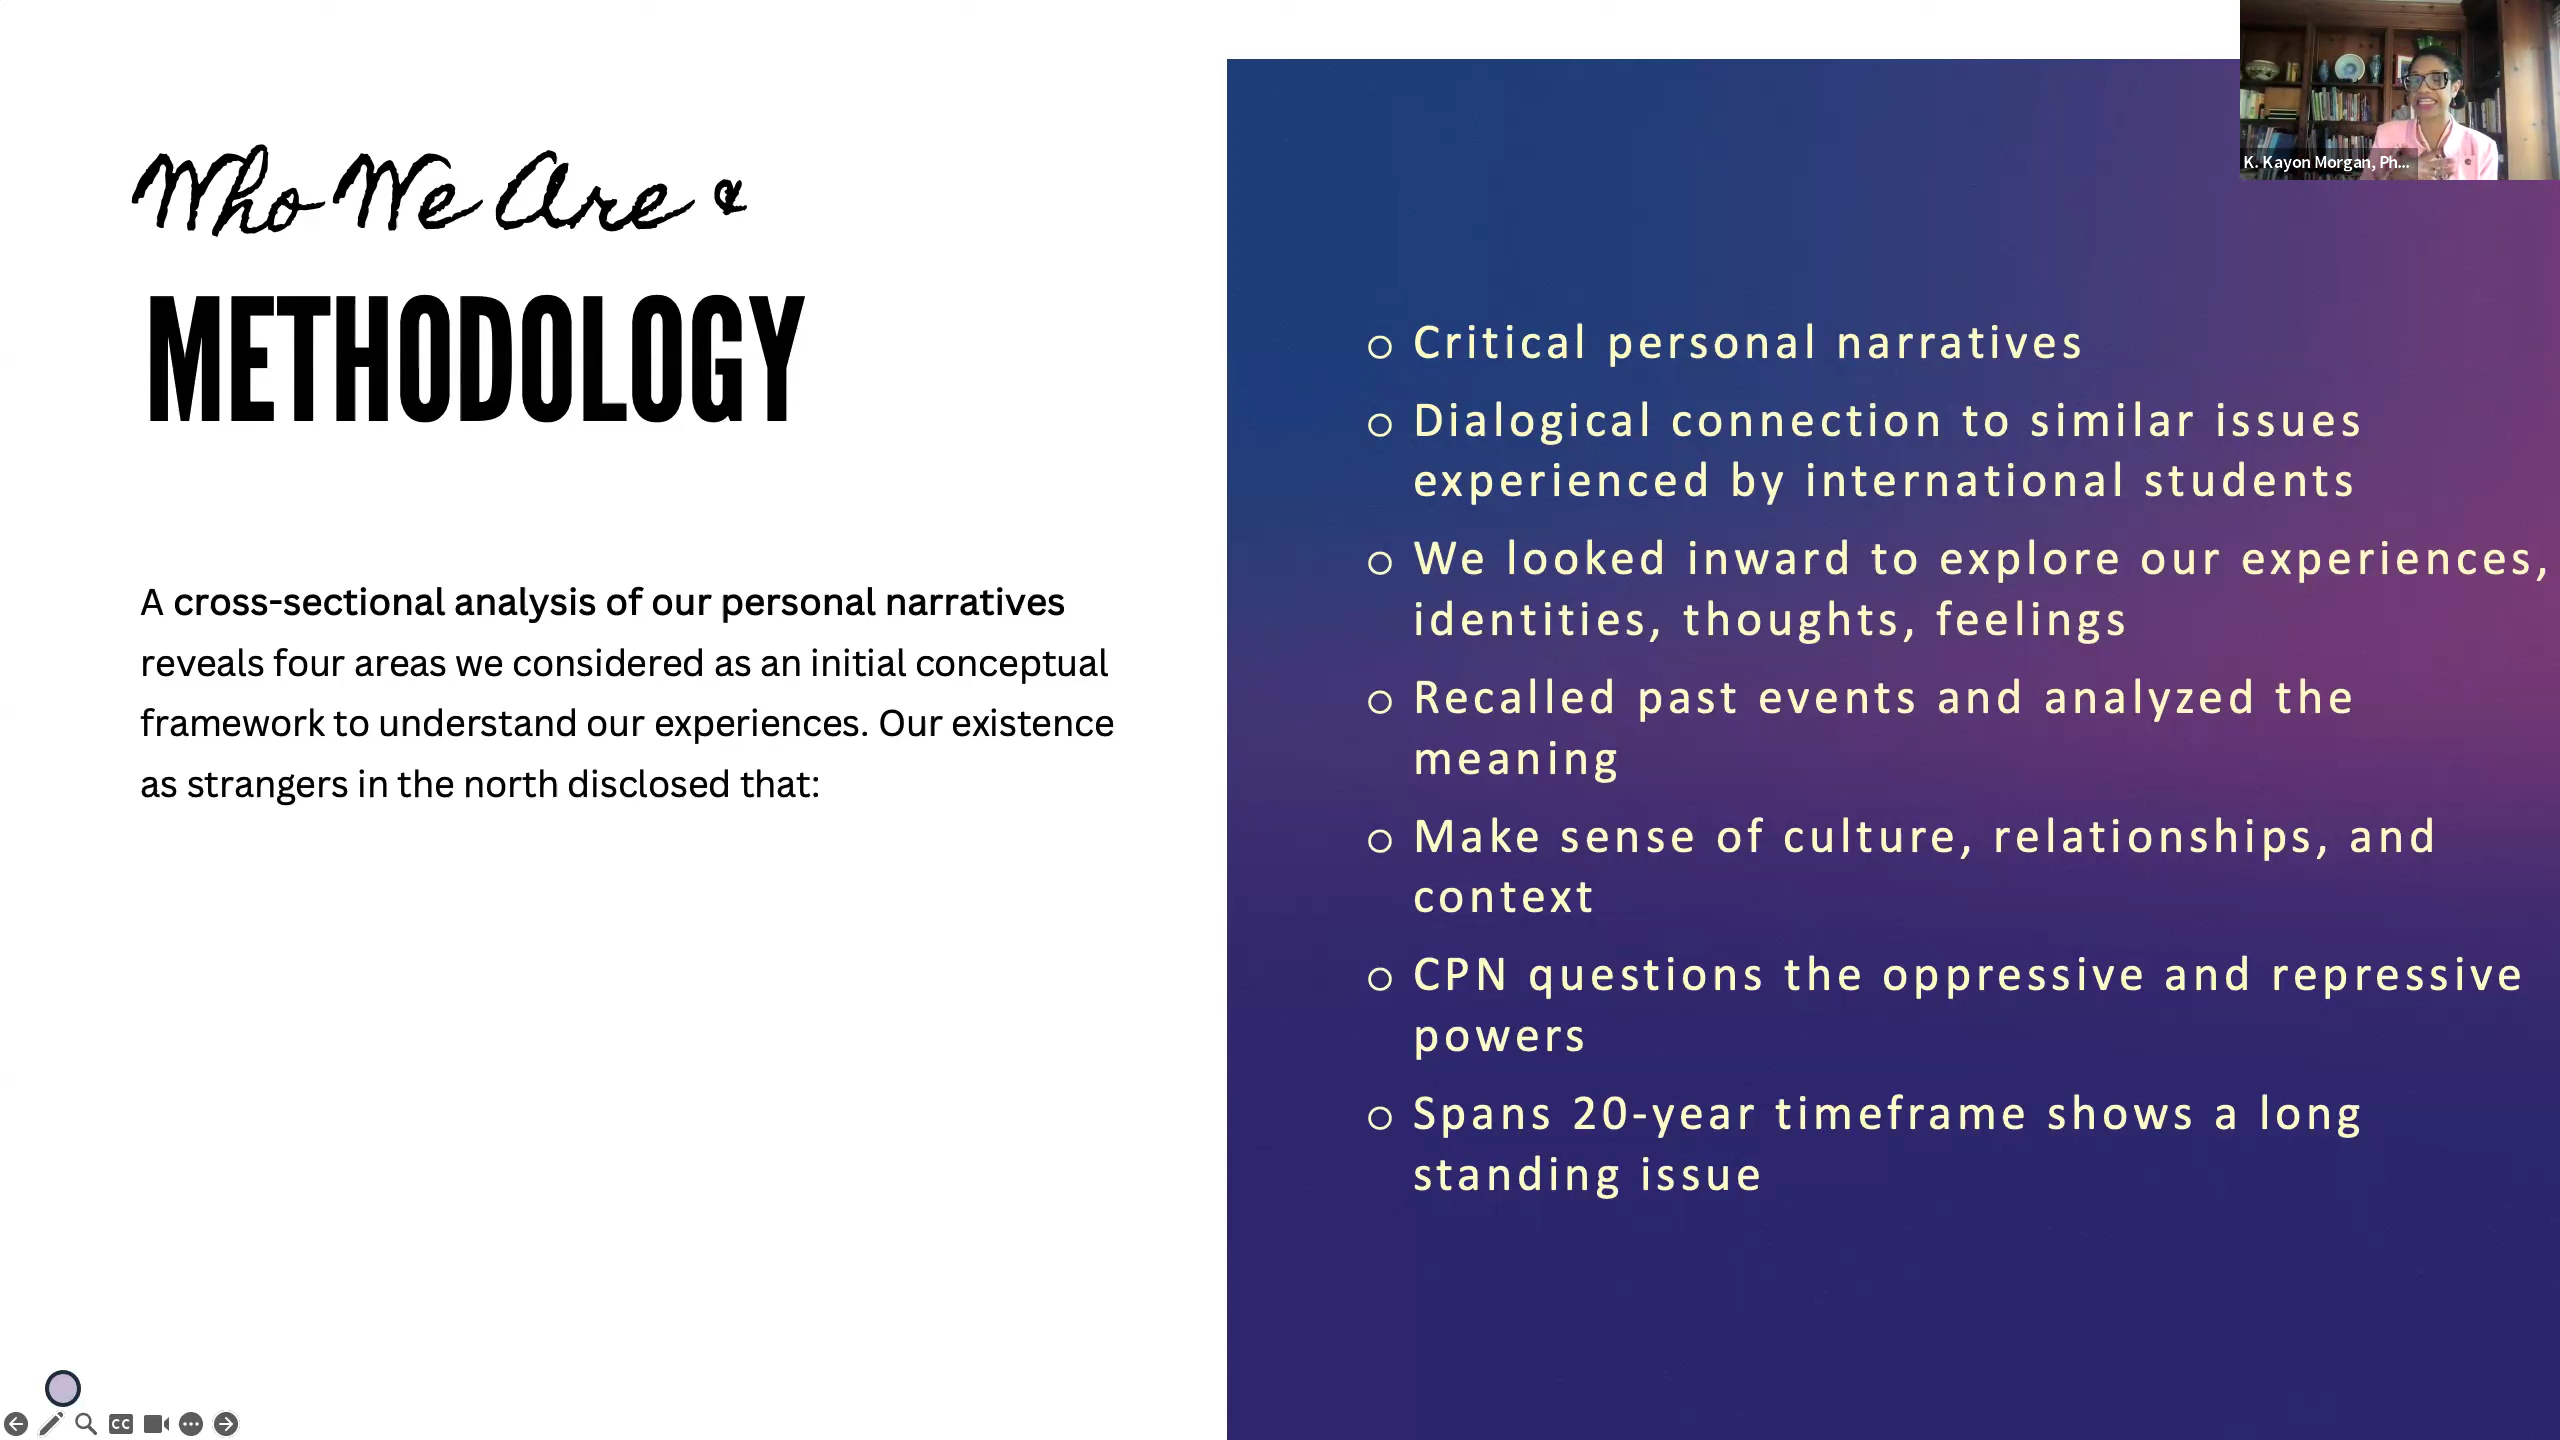 Who We Are &
METHODOLOGY
A cross-sectional analysis of our personal narratives
reveals four areas we considered as an initial conceptual
framework to understand our experiences. Our existence
as strangers in the north disclosed that:
K. Kayon Morgan, Ph...
o Critical personal narratives
o Dialogical connection to similar issues
experienced by international students
o We looked inward to explore our experiences,
identities, thoughts, feelings
o Recalled past events and analyzed the
meaning
o Make sense of culture, relationships, and
context
o CPN questions the oppressive and repressive
powers
o Spans 20-year timeframe shows a long
standing issue
CC